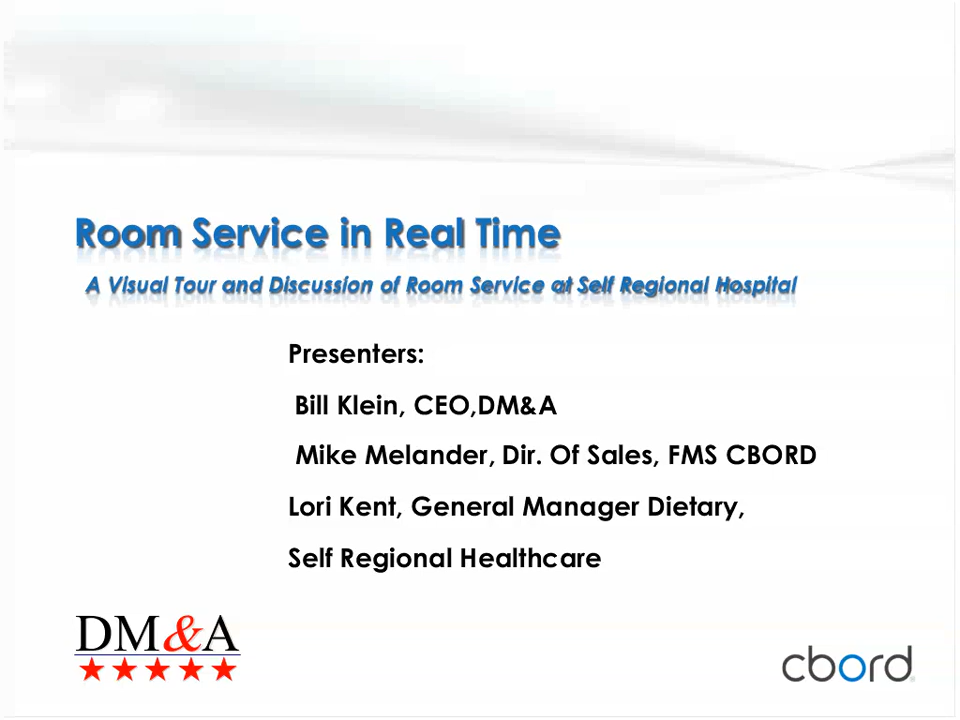 Room Service in Real Time
A Visual Tour and Discussion of Room Service at Self Regional Hospital
Presenters:
Bill Klein, CEO,DM&A
Mike Melander, Dir. Of Sales, FMS CBORD
Lori Kent, General Manager Dietary,
Self Regional Healthcare
DM&A
cbord